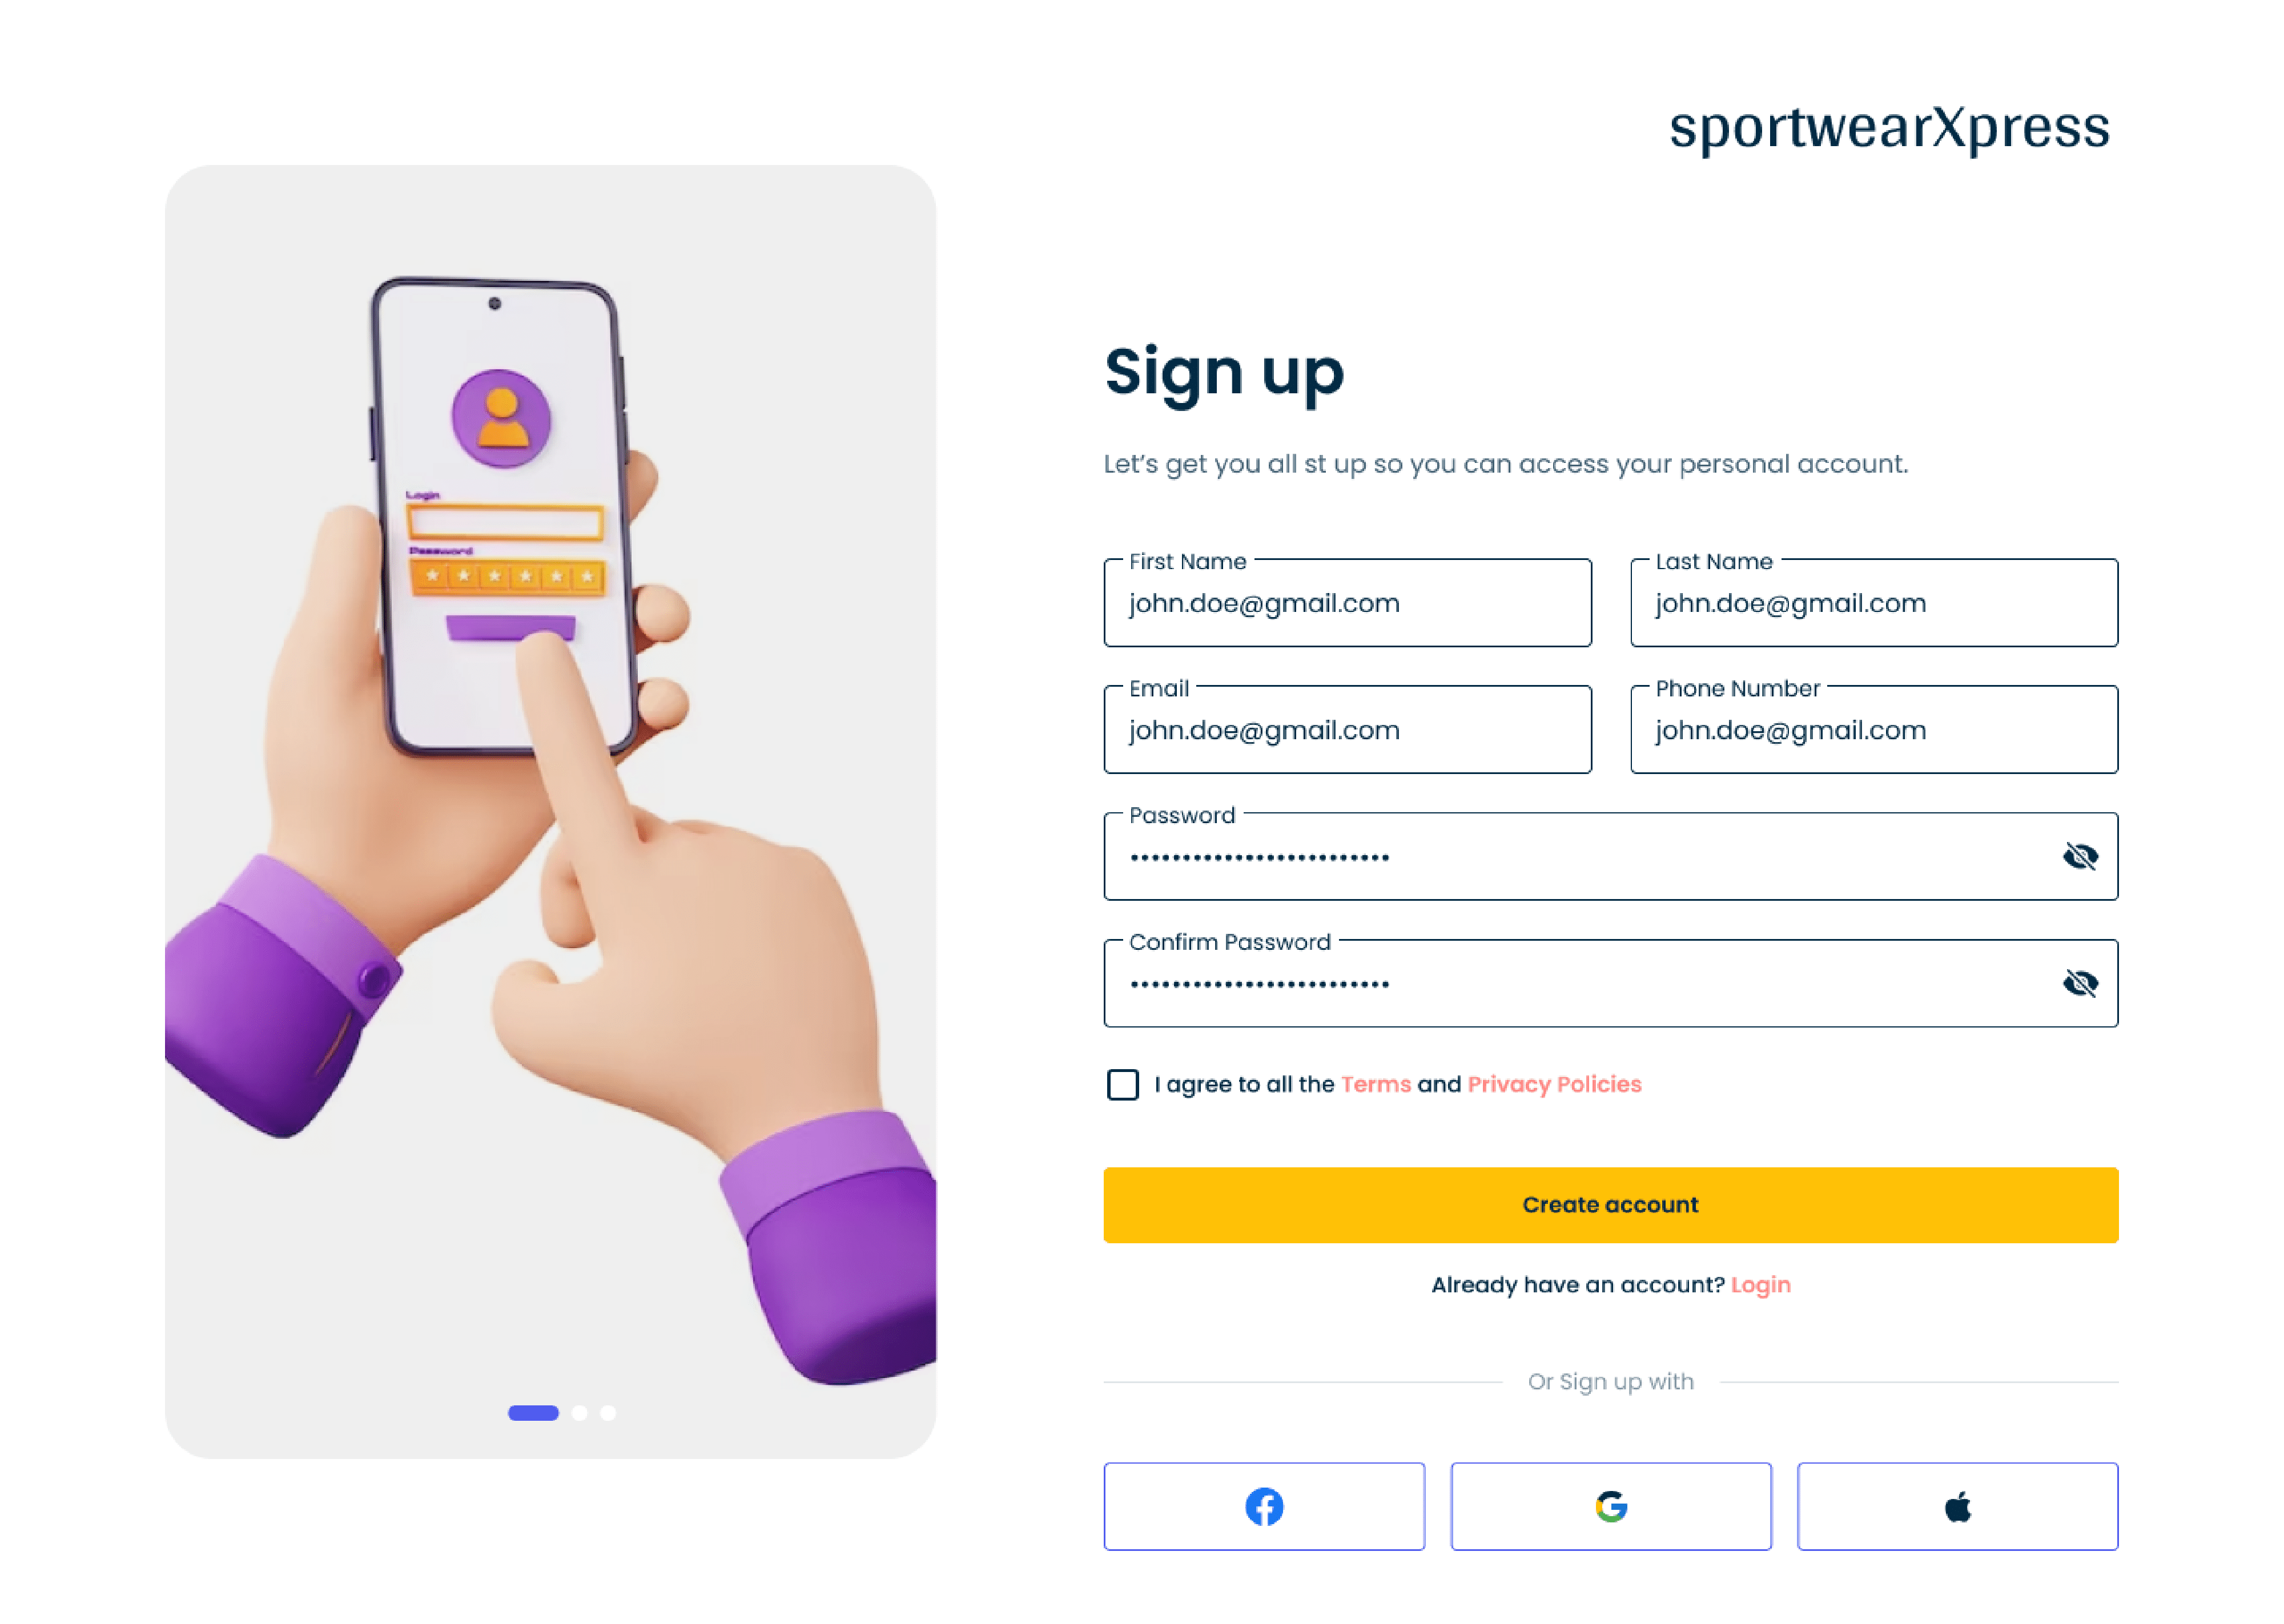 sportwearXpress
Login
Password
Sign up
Let's get you all st up so you can access your personal account.
First Name
john.doe@gmail.com
Last Name
john.doe@gmail.com
Email
john.doe@gmail.com
Phone Number
john.doe@gmail.com
Password
•••••••••••••••••••••••••
Confirm Password
•••••••••••••••••••••••••
I agree to all the Terms and Privacy Policies
Create account
Already have an account? Login
Or Sign up with